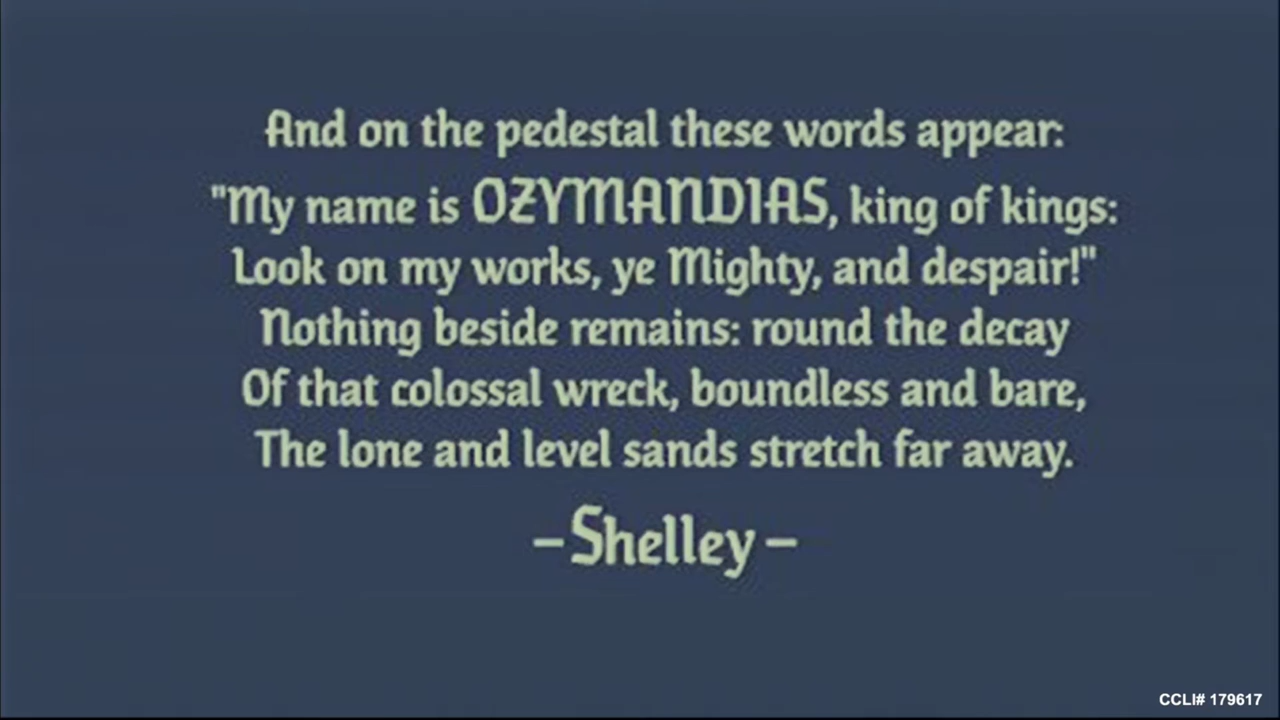 And on the pedestal these words appear:
"My name is OZYMANDIAS, king of kings:
Look on my works, ye Mighty, and despair!"
Nothing beside remains: round the decay
Of that colossal wreck, boundless and bare,
The lone and level sands stretch far away.
– Shelley –
CCLI# 179617